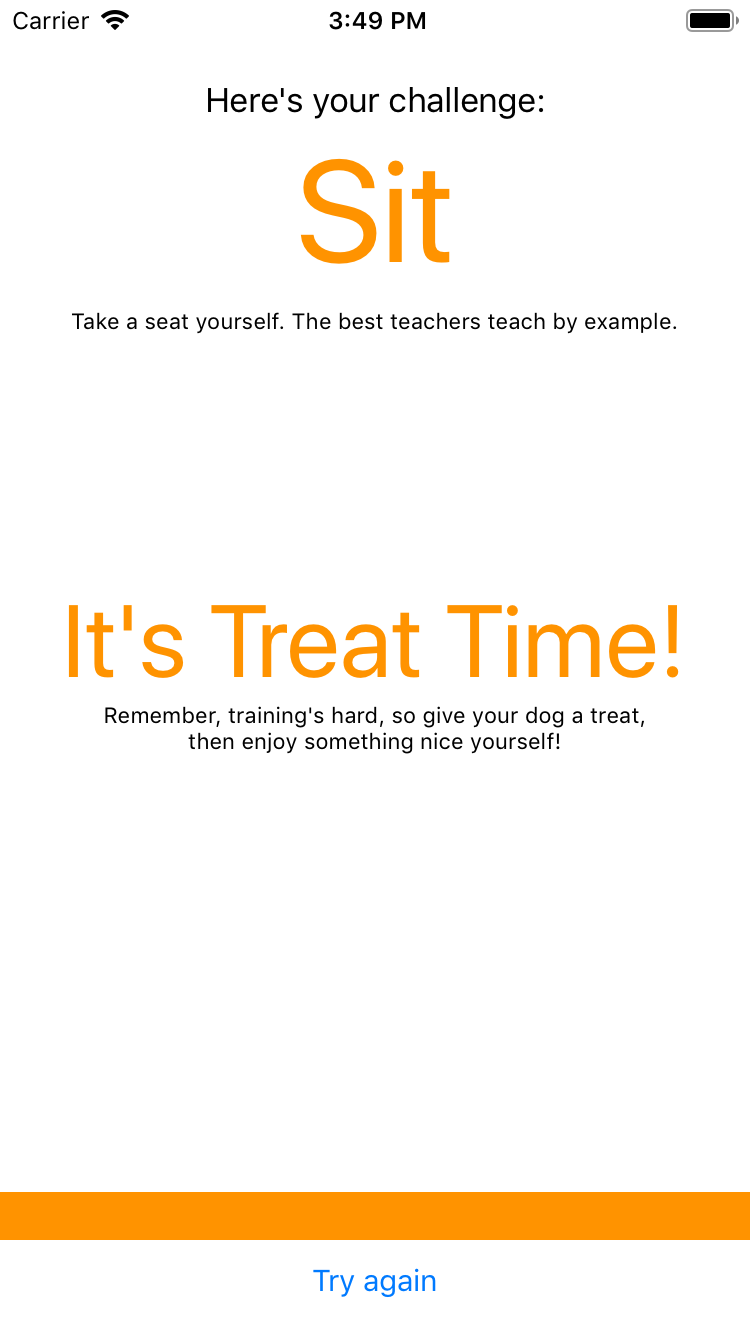 Carrier
3:49 PM
Here's your challenge:
Sit
Take a seat yourself. The best teachers teach by example.
It's Treat Time!
Remember, training's hard, so give your dog a treat,
then enjoy something nice yourself!
Try again